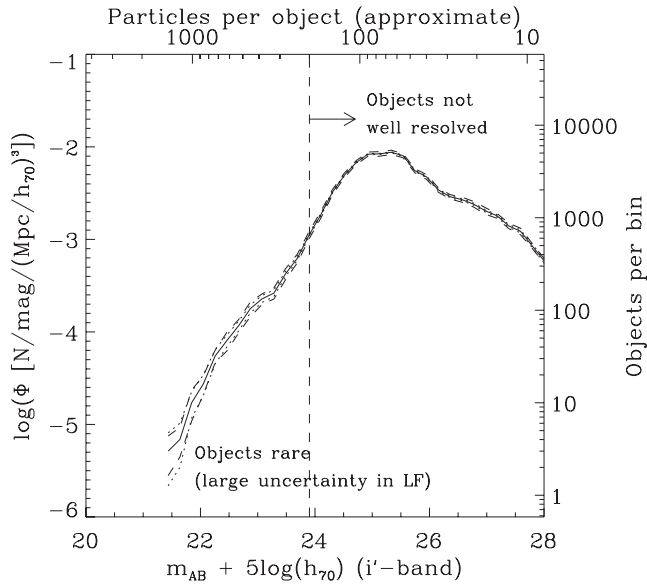 Particles per object (approximate)
1000 100 10
-1
-2
-3
-4
-5
-6
log(Φ [N/mag/(Mpc/h₇₀)³])
Objects not
well resolved
Objects rare
(large uncertainty in LF)
10000
1000
100
10
1
Objects per bin
20 22 24 26 28
m_AB + 5log(h₇₀) (i'-band)